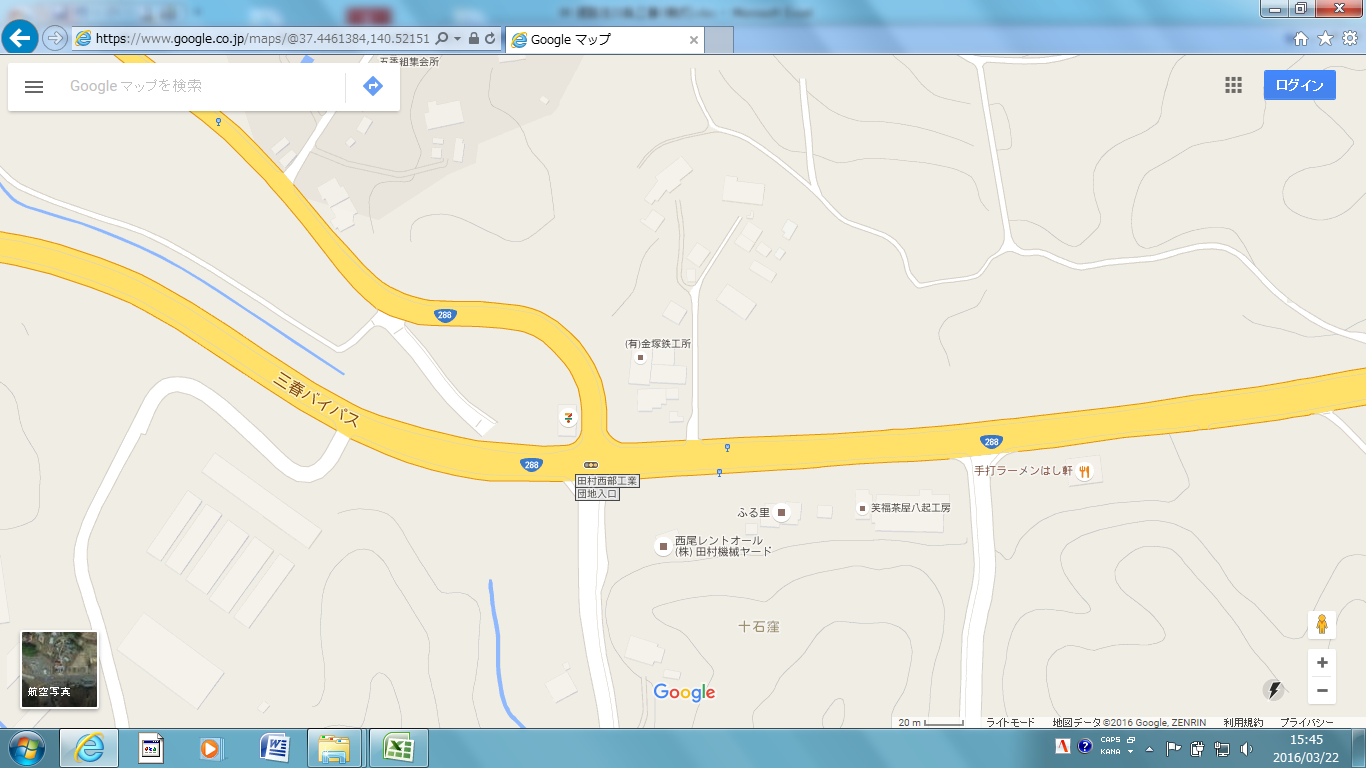 https://www.google.co.jp/maps/@37.4461384,140.52151
Google マップ
Google マップを検索
ログイン
五季組集会所
288
(有)金塚鉄工所
三春バイパス
288
288
田村西部工業
団地入口
手打ラーメンはし軒
ふる里
笑福茶屋八起工房
西尾レントオール
(株) 田村機械ヤード
十石窪
航空写真
Google
20 m
ライトモード
地図データ ©2016 Google, ZENRIN
利用規約
プライバシー
A
CAPS
KANA
15:45
2016/03/22